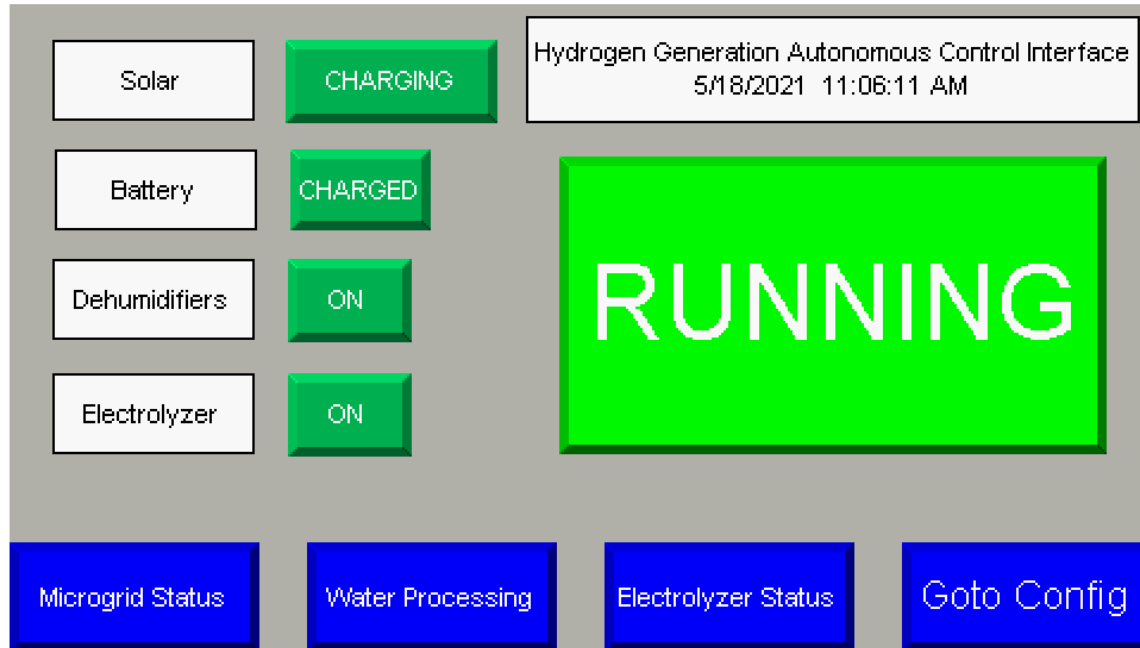 Hydrogen Generation Autonomous Control Interface
5/18/2021 11:06:11 AM
Solar
CHARGING
Battery
CHARGED
Dehumidifiers
ON
Electrolyzer
ON
RUNNING
Microgrid Status
Water Processing
Electrolyzer Status
Goto Config